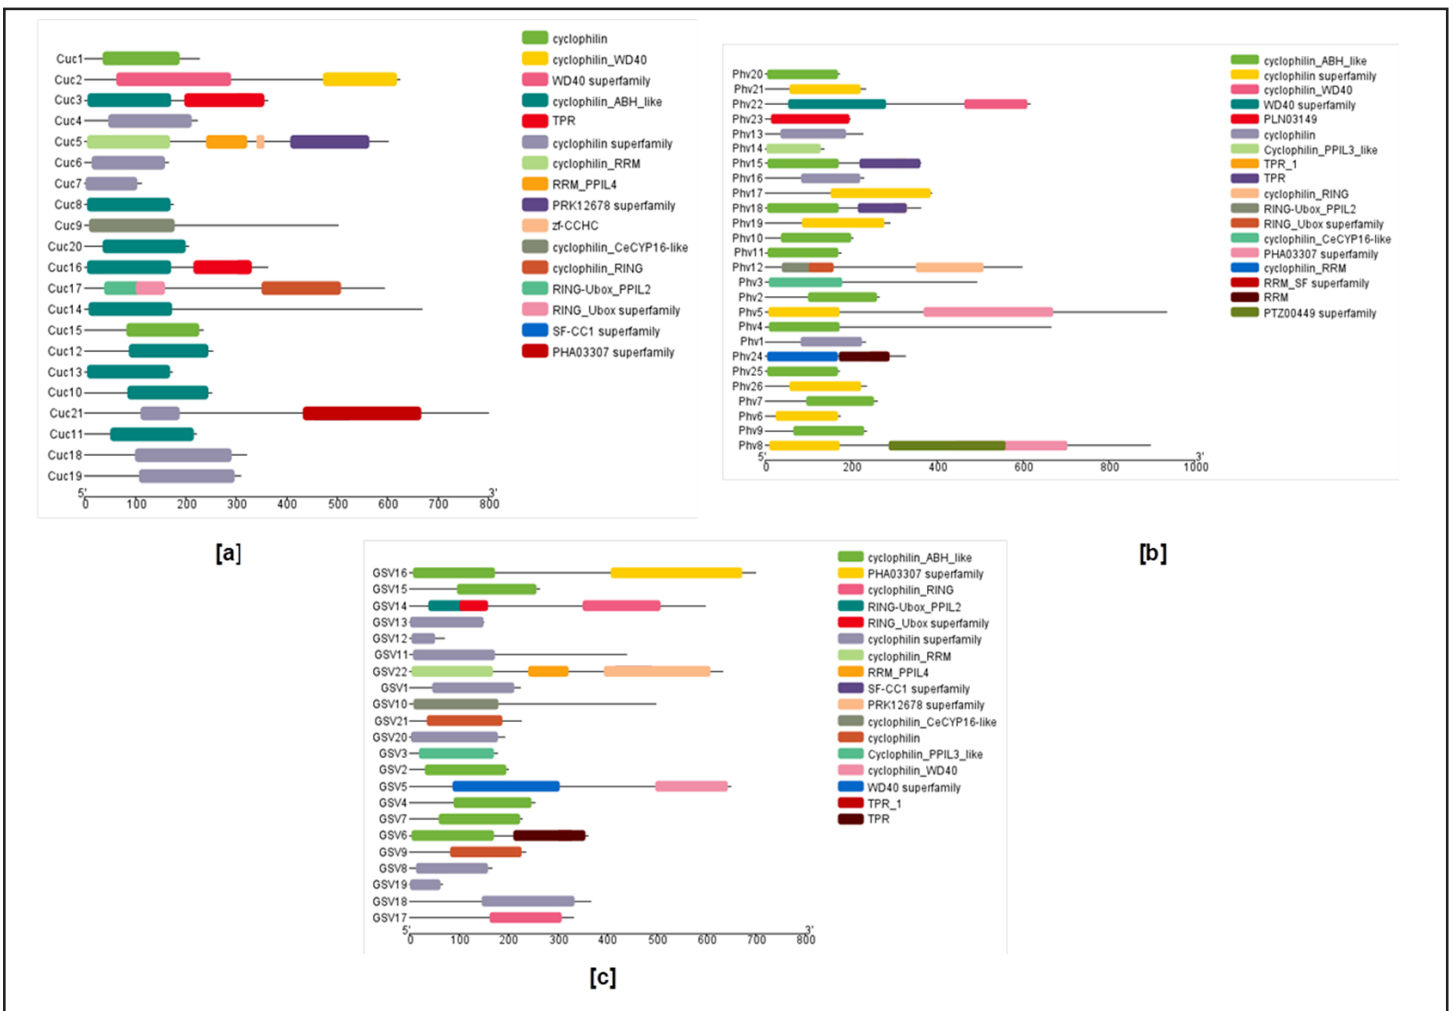 Cuc1
Cuc2
Cuc3
Cuc4
Cuc5
Cuc6
Cuc7
Cuc8
Cuc9
Cuc20
Cuc16
Cuc17
Cuc14
Cuc15
Cuc12
Cuc13
Cuc10
Cuc21
Cuc11
Cuc18
Cuc19
5' 3'
0 100 200 300 400 500 600 700 800
cyclophilin
cyclophilin_WD40
WD40 superfamily
cyclophilin_ABH_like
TPR
cyclophilin superfamily
cyclophilin_RRM
RRM_PPIL4
PRK12678 superfamily
zf-CCHC
cyclophilin_CeCYP16-like
cyclophilin_RING
RING-Ubox_PPIL2
RING_Ubox superfamily
SF-CC1 superfamily
PHA03307 superfamily
[a]
Phv20
Phv21
Phv22
Phv23
Phv13
Phv14
Phv15
Phv16
Phv17
Phv18
Phv19
Phv10
Phv11
Phv12
Phv3
Phv2
Phv5
Phv4
Phv1
Phv24
Phv25
Phv26
Phv7
Phv6
Phv9
Phv8
5' 3'
0 200 400 600 800 1000
cyclophilin_ABH_like
cyclophilin superfamily
cyclophilin_WD40
WD40 superfamily
PLN03149
cyclophilin
Cyclophilin_PPIL3_like
TPR_1
TPR
cyclophilin_RING
RING-Ubox_PPIL2
RING_Ubox superfamily
cyclophilin_CeCYP16-like
PHA03307 superfamily
cyclophilin_RRM
RRM_SF superfamily
RRM
PTZ00449 superfamily
[b]
GSV16
GSV15
GSV14
GSV13
GSV12
GSV11
GSV22
GSV1
GSV10
GSV21
GSV20
GSV3
GSV2
GSV5
GSV4
GSV7
GSV6
GSV9
GSV8
GSV19
GSV18
GSV17
5' 3'
0 100 200 300 400 500 600 700 800
cyclophilin_ABH_like
PHA03307 superfamily
cyclophilin_RING
RING-Ubox_PPIL2
RING_Ubox superfamily
cyclophilin superfamily
cyclophilin_RRM
RRM_PPIL4
SF-CC1 superfamily
PRK12678 superfamily
cyclophilin_CeCYP16-like
cyclophilin
Cyclophilin_PPIL3_like
cyclophilin_WD40
WD40 superfamily
TPR_1
TPR
[c]